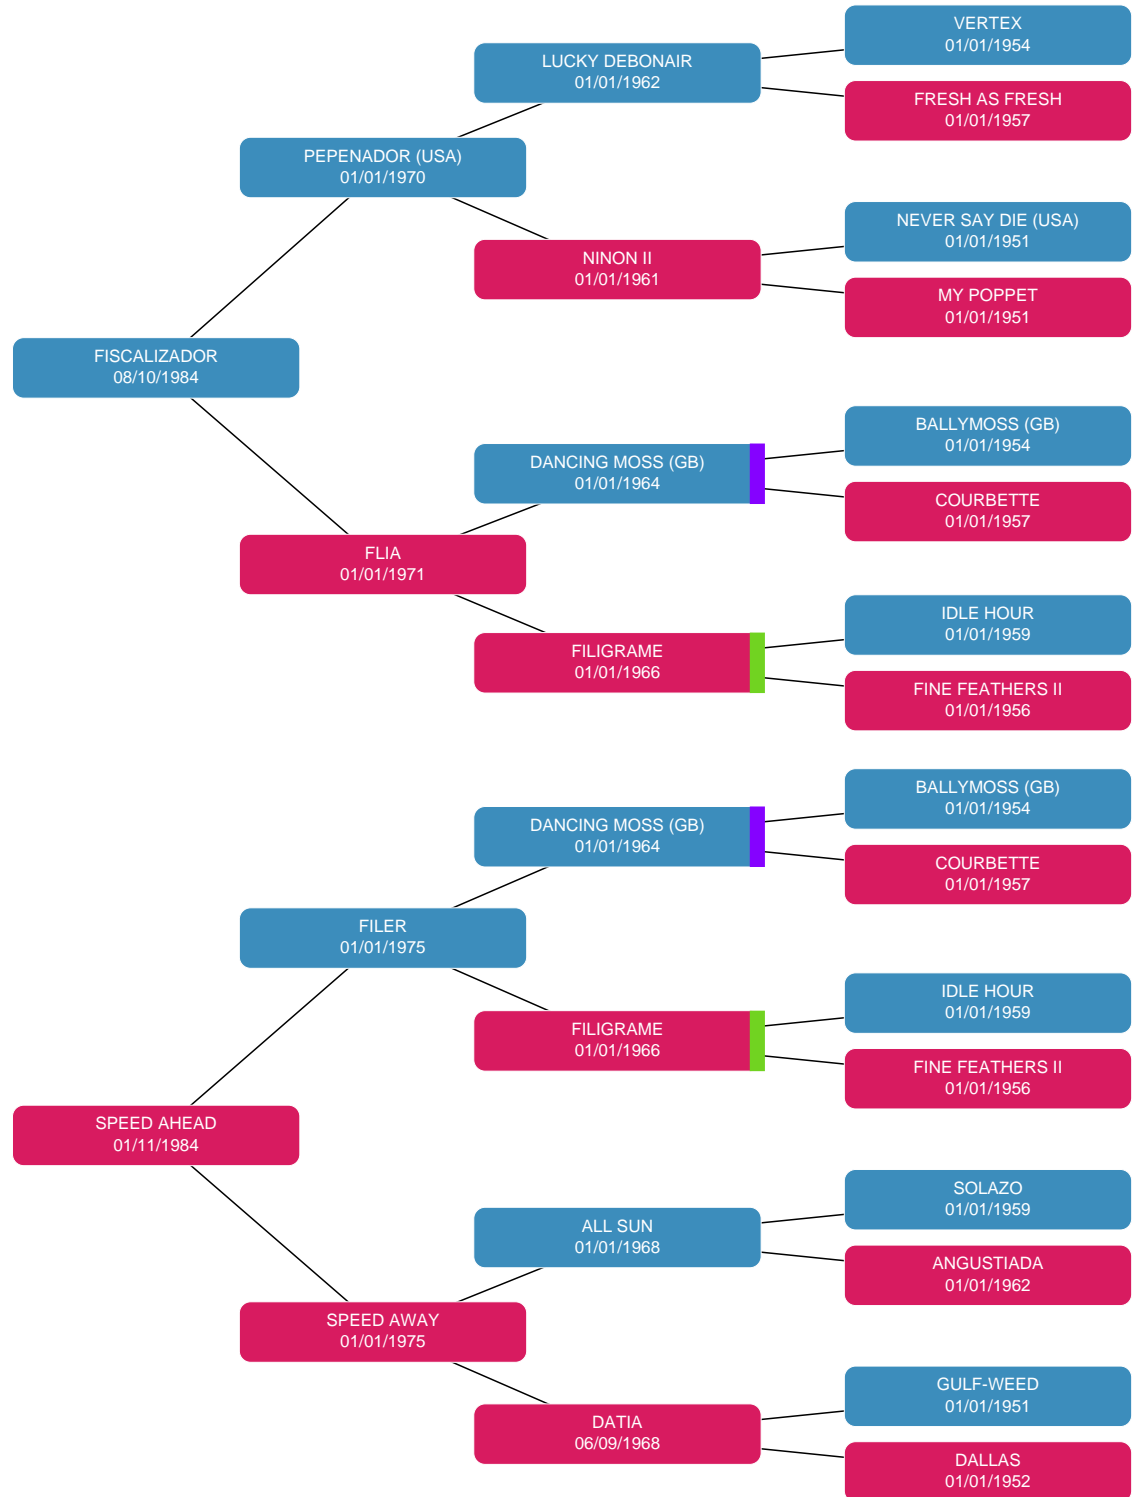 VERTEX
01/01/1954
LUCKY DEBONAIR
01/01/1962
FRESH AS FRESH
01/01/1957
PEPENADOR (USA)
01/01/1970
NEVER SAY DIE (USA)
01/01/1951
NINON II
01/01/1961
MY POPPET
01/01/1951
FISCALIZADOR
08/10/1984
BALLYMOSS (GB)
01/01/1954
DANCING MOSS (GB)
01/01/1964
COURBETTE
01/01/1957
FLIA
01/01/1971
IDLE HOUR
01/01/1959
FILIGRAME
01/01/1966
FINE FEATHERS II
01/01/1956
BALLYMOSS (GB)
01/01/1954
DANCING MOSS (GB)
01/01/1964
COURBETTE
01/01/1957
FILER
01/01/1975
IDLE HOUR
01/01/1959
FILIGRAME
01/01/1966
FINE FEATHERS II
01/01/1956
SPEED AHEAD
01/11/1984
SOLAZO
01/01/1959
ALL SUN
01/01/1968
ANGUSTIADA
01/01/1962
SPEED AWAY
01/01/1975
GULF-WEED
01/01/1951
DATIA
06/09/1968
DALLAS
01/01/1952